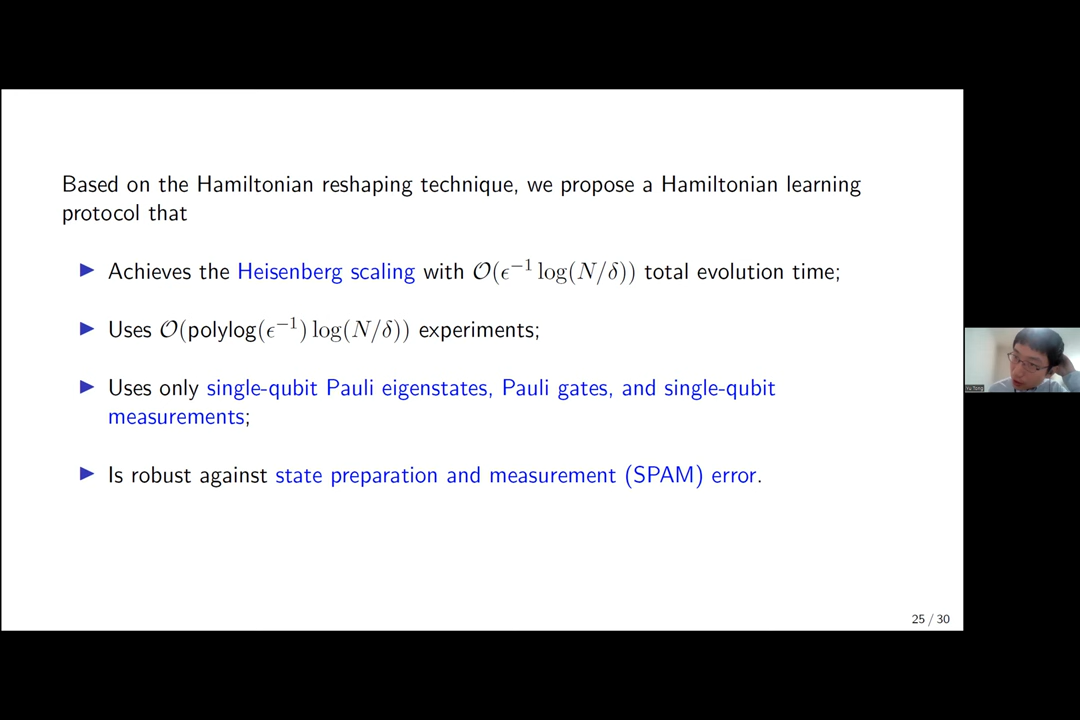 Based on the Hamiltonian reshaping technique, we propose a Hamiltonian learning
protocol that
▶ Achieves the Heisenberg scaling with 𝒪(ϵ⁻¹ log(N/δ)) total evolution time;
▶ Uses 𝒪(polylog(ϵ⁻¹) log(N/δ)) experiments;
▶ Uses only single-qubit Pauli eigenstates, Pauli gates, and single-qubit
measurements;
▶ Is robust against state preparation and measurement (SPAM) error.
25 / 30
Yu Tong